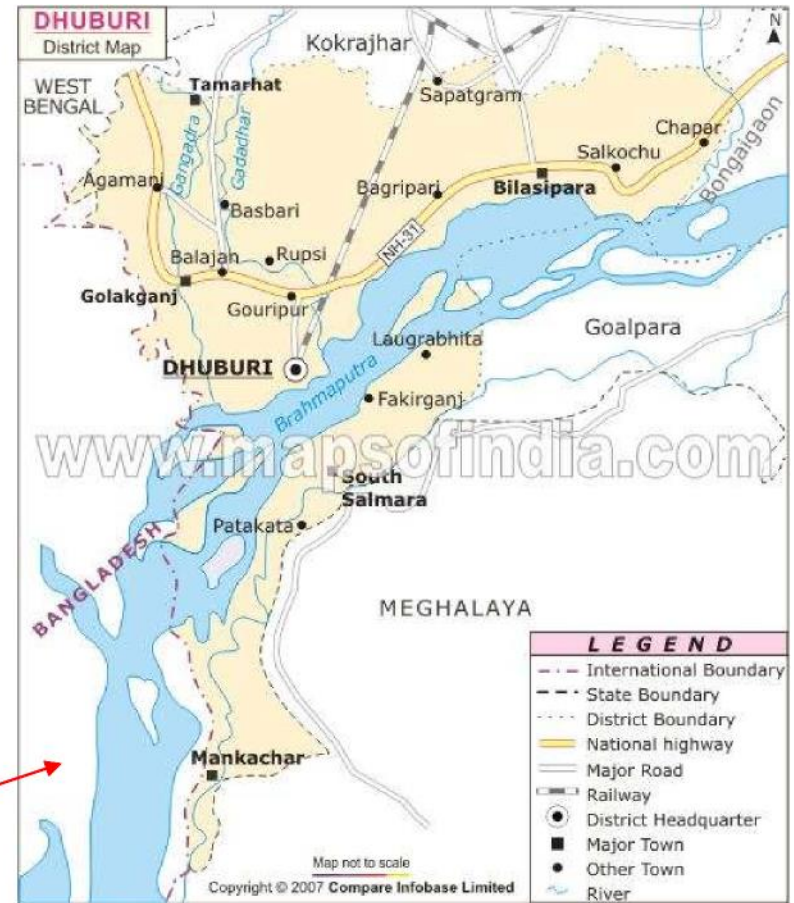 DHUBURI
District Map
N
Kokrajhar
WEST
BENGAL
Tamarhat
Sapatgram
Gangadra
Gadadhar
Chapar
Salkochu
Bongaigaon
Agamani
Bagripari
Bilasipara
Basbari
NH-31
Balajan
Rupsi
Golakganj
Gouripur
Goalpara
Laugrabhita
DHUBURI
Brahmaputra
Fakirganj
www.mapsofindia.com
South
Salmara
Patakata
BANGLADESH
MEGHALAYA
Mankachar
LEGEND
International Boundary
State Boundary
District Boundary
National highway
Major Road
Railway
District Headquarter
Major Town
Other Town
River
Map not to scale
Copyright © 2007 Compare Infobase Limited